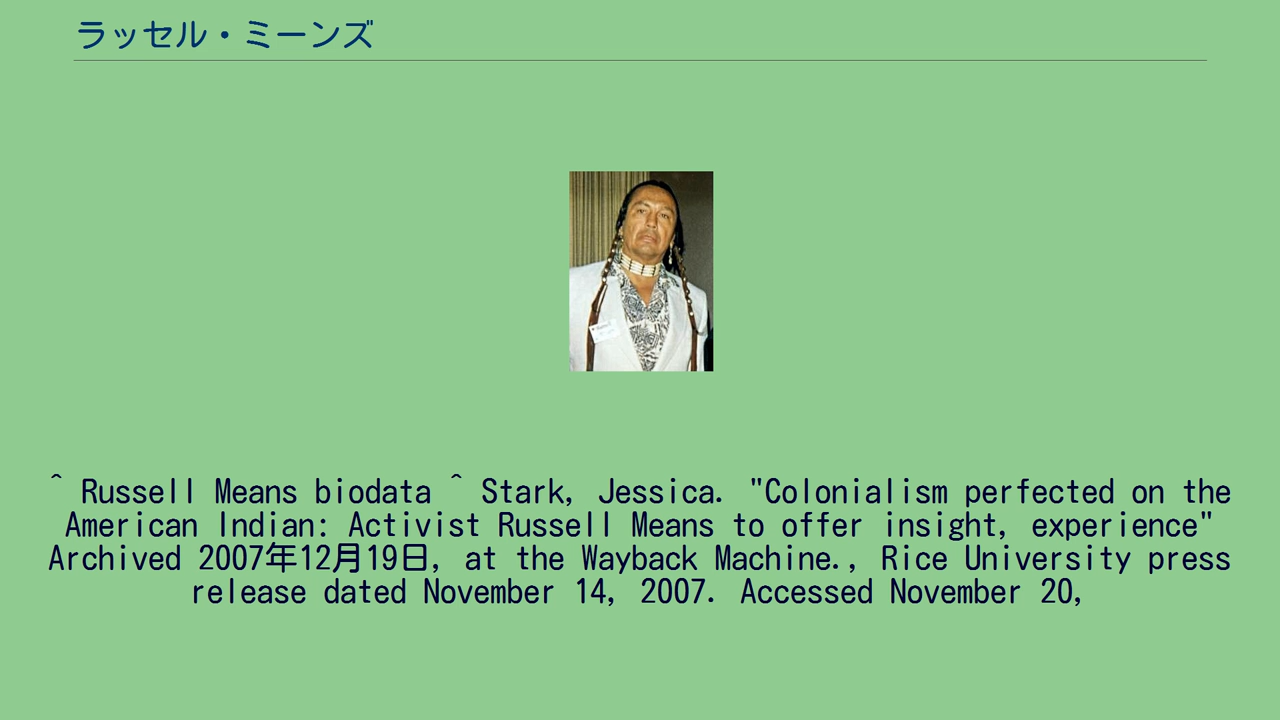 ラッセル・ミーンズ
^ Russell Means biodata ^ Stark, Jessica. "Colonialism perfected on the
American Indian: Activist Russell Means to offer insight, experience"
Archived 2007年12月19日, at the Wayback Machine., Rice University press
release dated November 14, 2007. Accessed November 20,